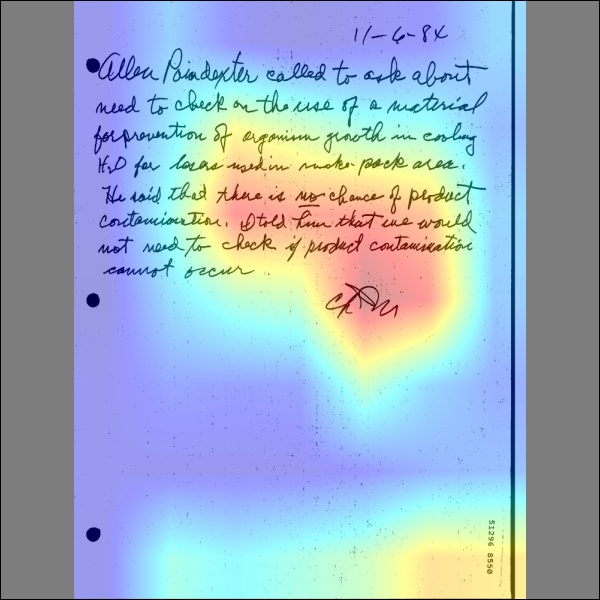 11-6-84
Allen Poindexter called to ask about
need to check on the use of a material
for prevention of organism growth in cooling
H2O for lasers used in make-pack area.
He said that there is no chance of product
contamination. I told him that we would
not need to check if product contamination
cannot occur
51296 8550